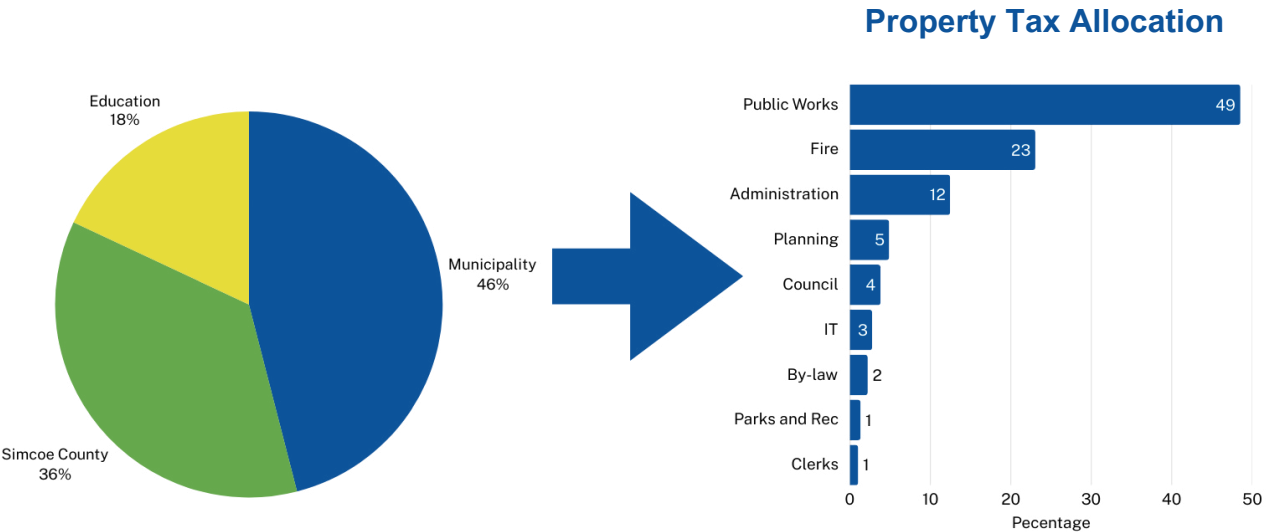 Property Tax Allocation
Education
18%
Municipality
46%
Simcoe County
36%
Public Works 49
Fire 23
Administration 12
Planning 5
Council 4
IT 3
By-law 2
Parks and Rec 1
Clerks 1
0 10 20 30 40 50
Pecentage